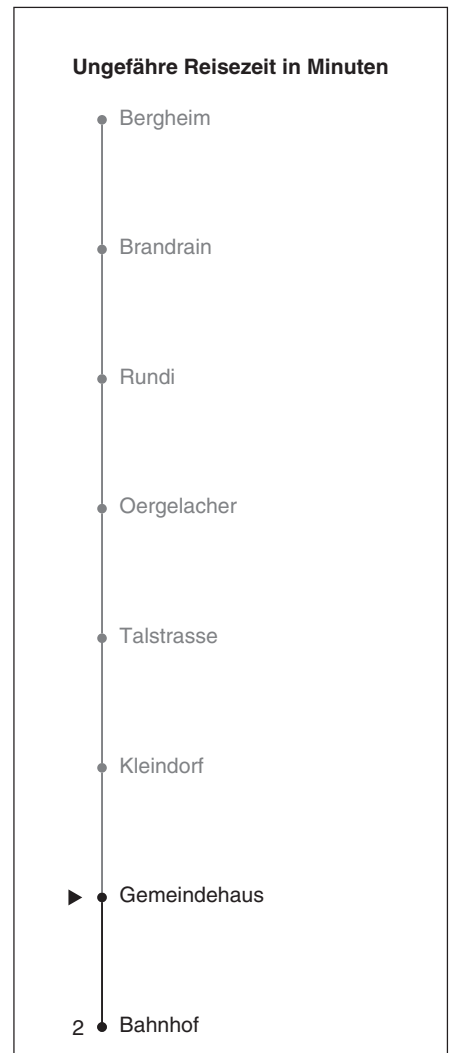 Ungefähre Reisezeit in Minuten
Bergheim
Brandrain
Rundi
Oergelacher
Talstrasse
Kleindorf
Gemeindehaus
2 Bahnhof